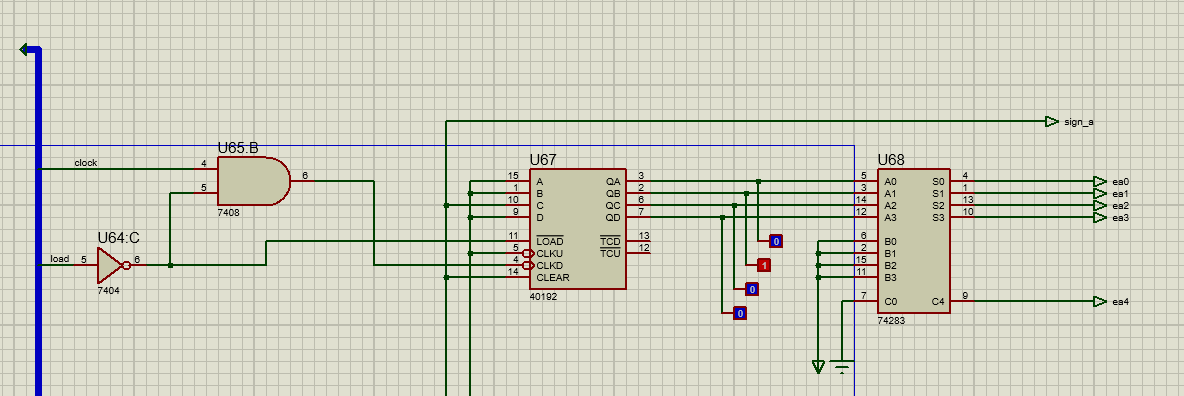 sign_a
U65:B
clock
4
5
6
7408
U64:C
load
5
6
7404
U67
15 A QA 3
1 B QB 2
10 C QC 6
9 D QD 7
11 LOAD TCD 13
5 CLKU TCU 12
4 CLKD
14 CLEAR
40192
0
1
0
0
U68
5 A0 S0 4 ea0
3 A1 S1 1 ea1
14 A2 S2 13 ea2
12 A3 S3 10 ea3
6 B0
2 B1
15 B2
11 B3
7 C0 C4 9 ea4
74283